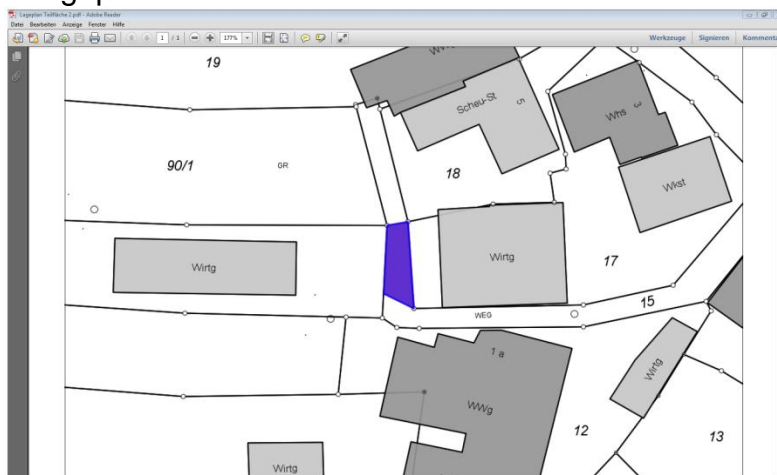 Lageplan Teilfläche 2.pdf - Adobe Reader
Datei Bearbeiten Anzeige Fenster Hilfe
1 / 1 177% Werkzeuge Signieren Kommentar
19
Scheu-St
5
Whs
3
90/1
GR
18
Wkst
Wirtg
Wirtg
17
15
WEG
1 a
Wirtg
WWg
12
13
Wirtg